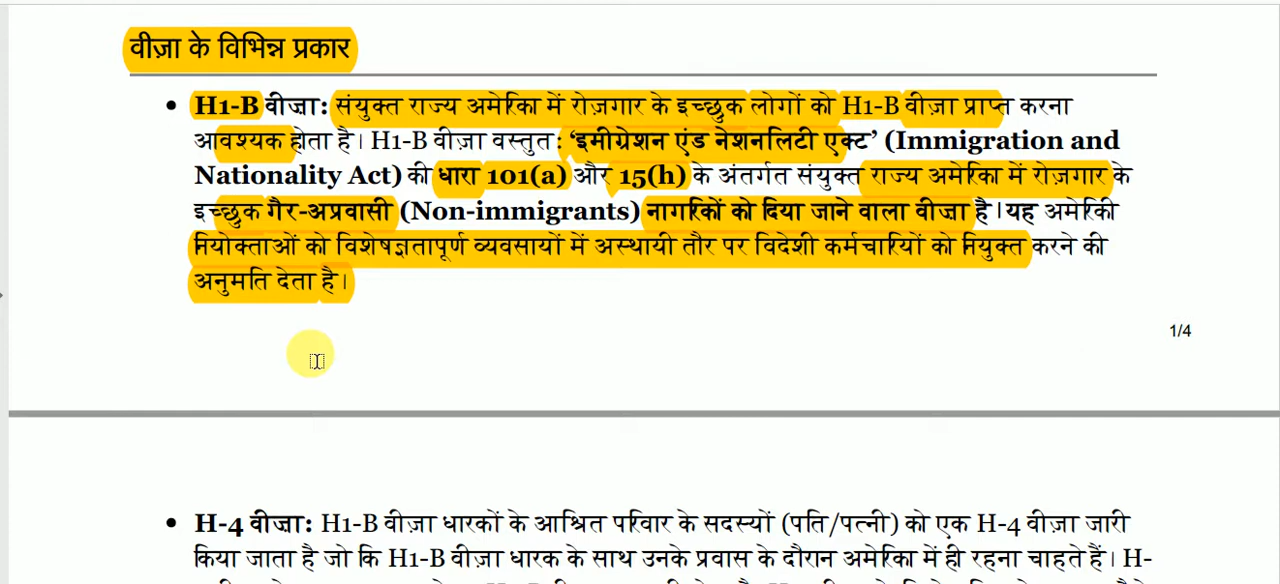 वीज़ा के विभिन्न प्रकार
• H1-B वीजा: संयुक्त राज्य अमेरिका में रोज़गार के इच्छुक लोगों को H1-B वीज़ा प्राप्त करना
आवश्यक होता है। H1-B वीज़ा वस्तुत: ‘इमीग्रेशन एंड नेशनलिटी एक्ट’ (Immigration and
Nationality Act) की धारा 101(a) और 15(h) के अंतर्गत संयुक्त राज्य अमेरिका में रोज़गार के
इच्छुक गैर-अप्रवासी (Non-immigrants) नागरिकों को दिया जाने वाला वीजा है। यह अमेरिकी
नियोक्ताओं को विशेषज्ञतापूर्ण व्यवसायों में अस्थायी तौर पर विदेशी कर्मचारियों को नियुक्त करने की
अनुमति देता है।
1/4
• H-4 वीजा: H1-B वीज़ा धारकों के आश्रित परिवार के सदस्यों (पति/पत्नी) को एक H-4 वीज़ा जारी
किया जाता है जो कि H1-B वीज़ा धारक के साथ उनके प्रवास के दौरान अमेरिका में ही रहना चाहते हैं। H-